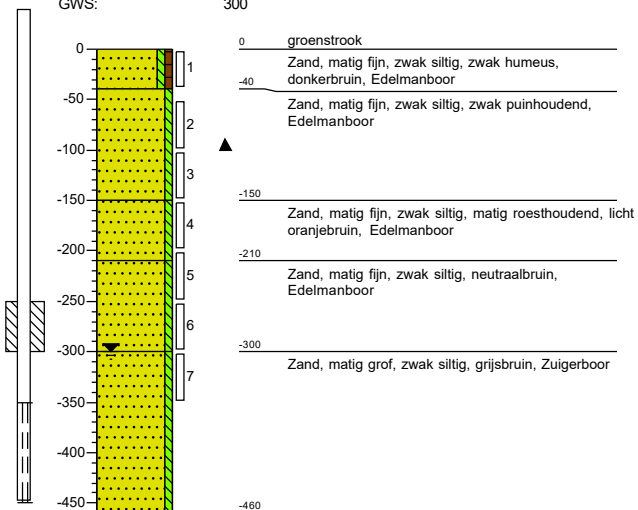 GWS: 300
0
-50
-100
-150
-200
-250
-300
-350
-400
-450
1
2
3
4
5
6
7
0 groenstrook
Zand, matig fijn, zwak siltig, zwak humeus,
donkerbruin, Edelmanboor
-40
Zand, matig fijn, zwak siltig, zwak puinhoudend,
Edelmanboor
-150
Zand, matig fijn, zwak siltig, matig roesthoudend, licht
oranjebruin, Edelmanboor
-210
Zand, matig fijn, zwak siltig, neutraalbruin,
Edelmanboor
-300
Zand, matig grof, zwak siltig, grijsbruin, Zuigerboor
-460